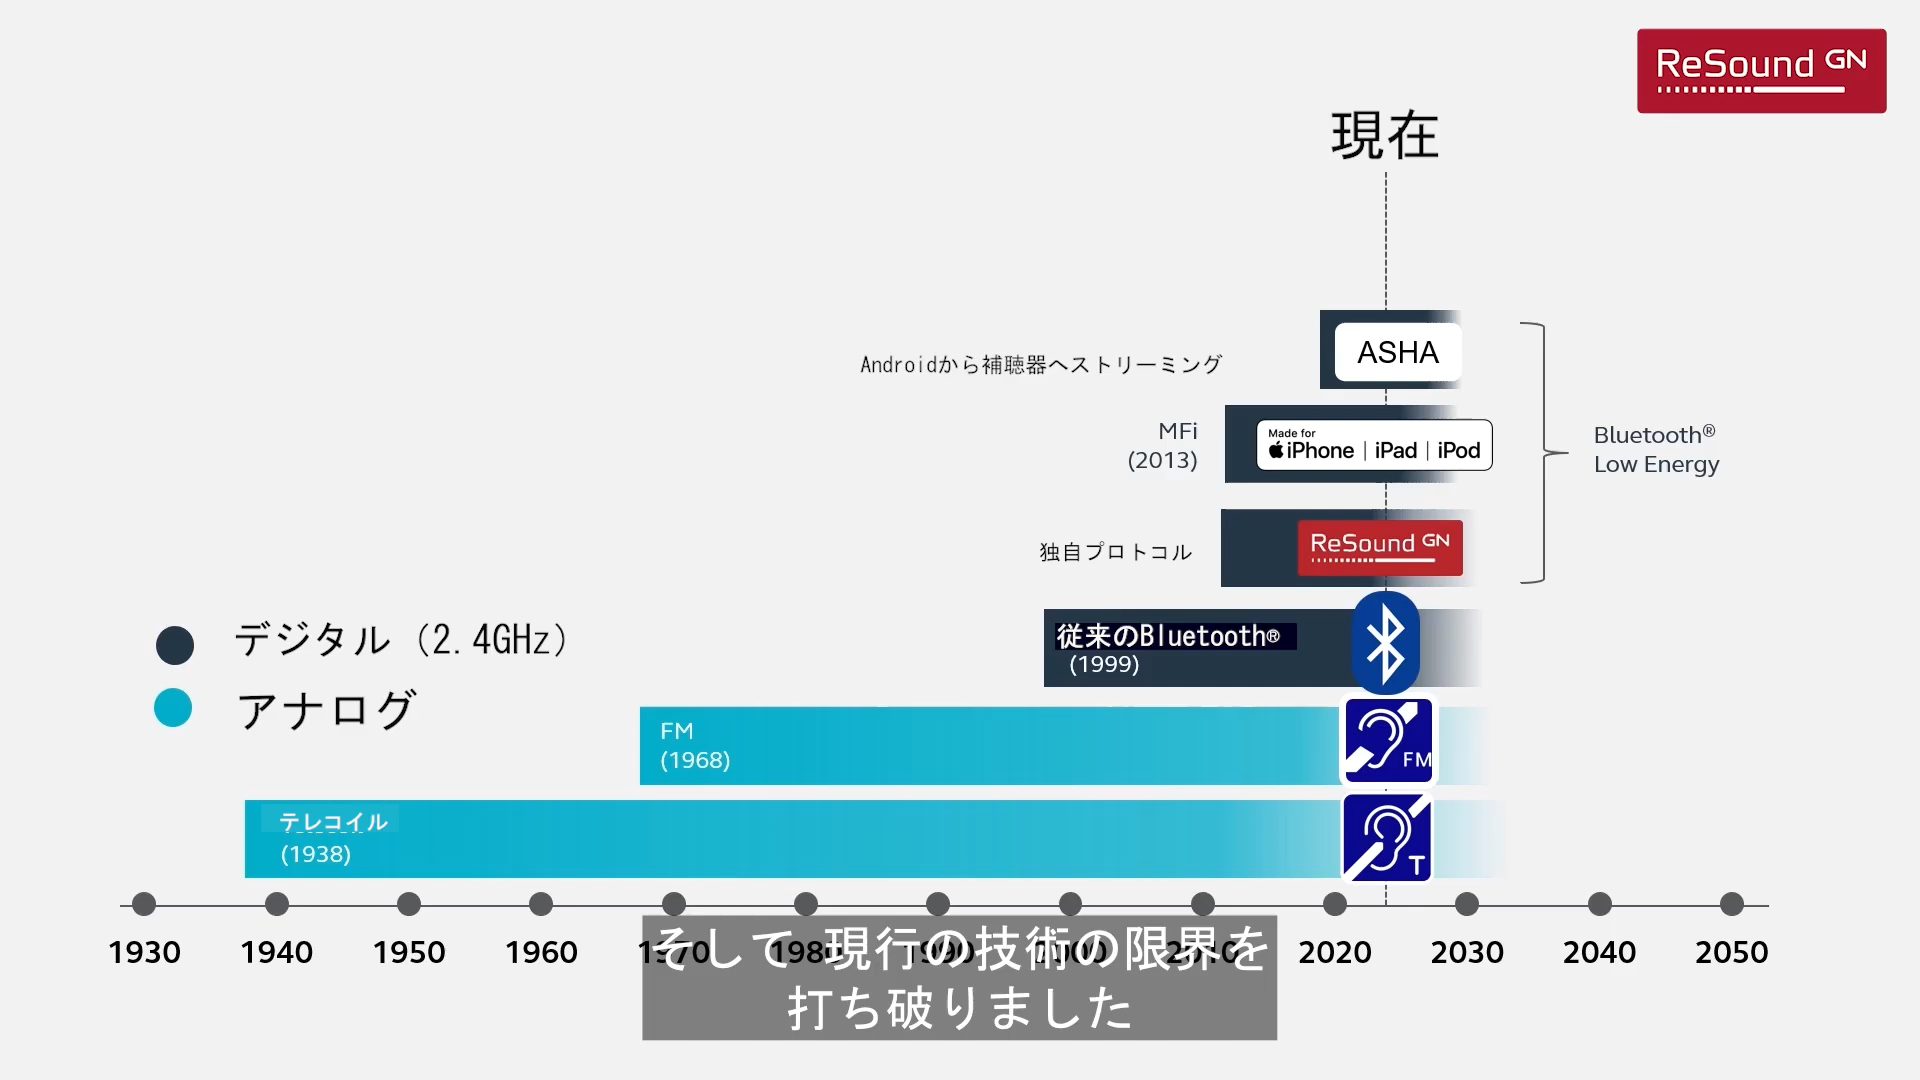 ReSound GN
現在
Androidから補聴器へストリーミング
ASHA
MFi
(2013)
Made for
iPhone | iPad | iPod
Bluetooth®
Low Energy
独自プロトコル
ReSound GN
デジタル（2.4GHz）
アナログ
従来のBluetooth®
(1999)
FM
(1968)
FM
テレコイル
(1938)
T
1930 1940 1950 1960 1970 1980 1990 2000 2010 2020 2030 2040 2050
そして 現行の技術の限界を
打ち破りました